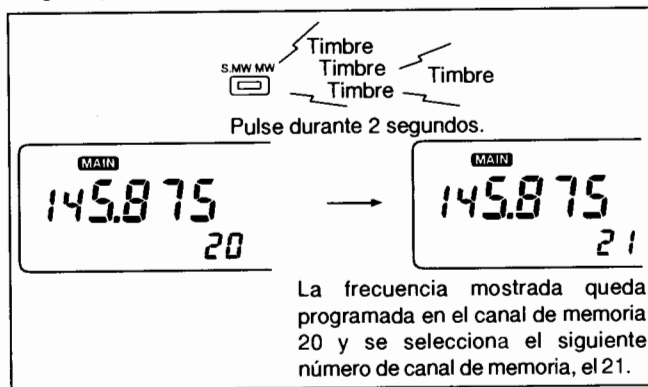 Timbre
S.MW MW Timbre Timbre
Timbre
Pulse durante 2 segundos.
MAIN MAIN
145.875 145.875
20 21
La frecuencia mostrada queda
programada en el canal de memoria
20 y se selecciona el siguiente
número de canal de memoria, el 21.